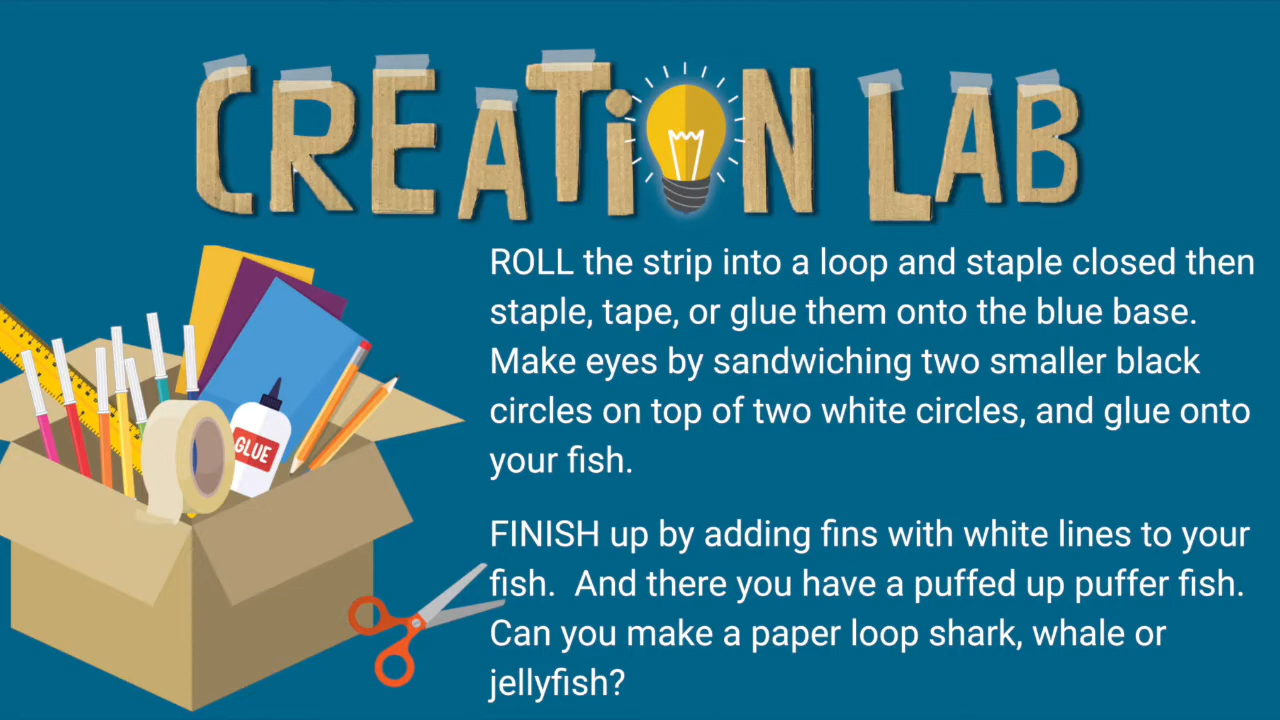 CREATiON LAB
ROLL the strip into a loop and staple closed then
staple, tape, or glue them onto the blue base.
Make eyes by sandwiching two smaller black
circles on top of two white circles, and glue onto
your fish.
GLUE
FINISH up by adding fins with white lines to your
fish.  And there you have a puffed up puffer fish.
Can you make a paper loop shark, whale or
jellyfish?